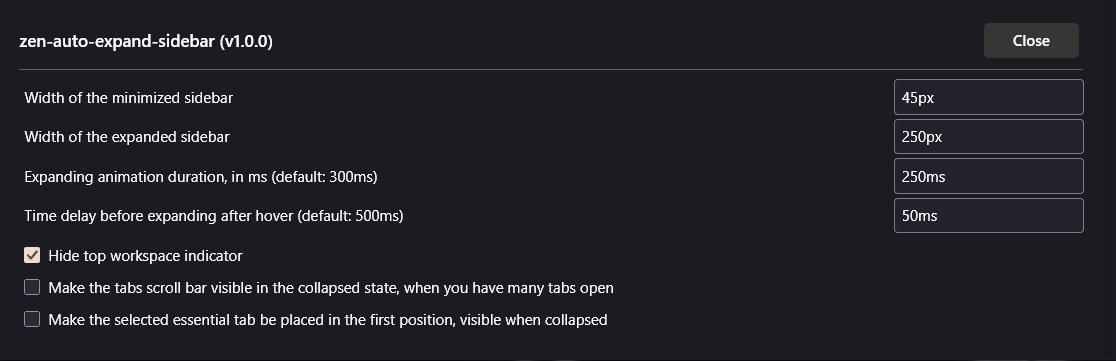 zen-auto-expand-sidebar (v1.0.0)
Close
Width of the minimized sidebar
45px
Width of the expanded sidebar
250px
Expanding animation duration, in ms (default: 300ms)
250ms
Time delay before expanding after hover (default: 500ms)
50ms
Hide top workspace indicator
Make the tabs scroll bar visible in the collapsed state, when you have many tabs open
Make the selected essential tab be placed in the first position, visible when collapsed